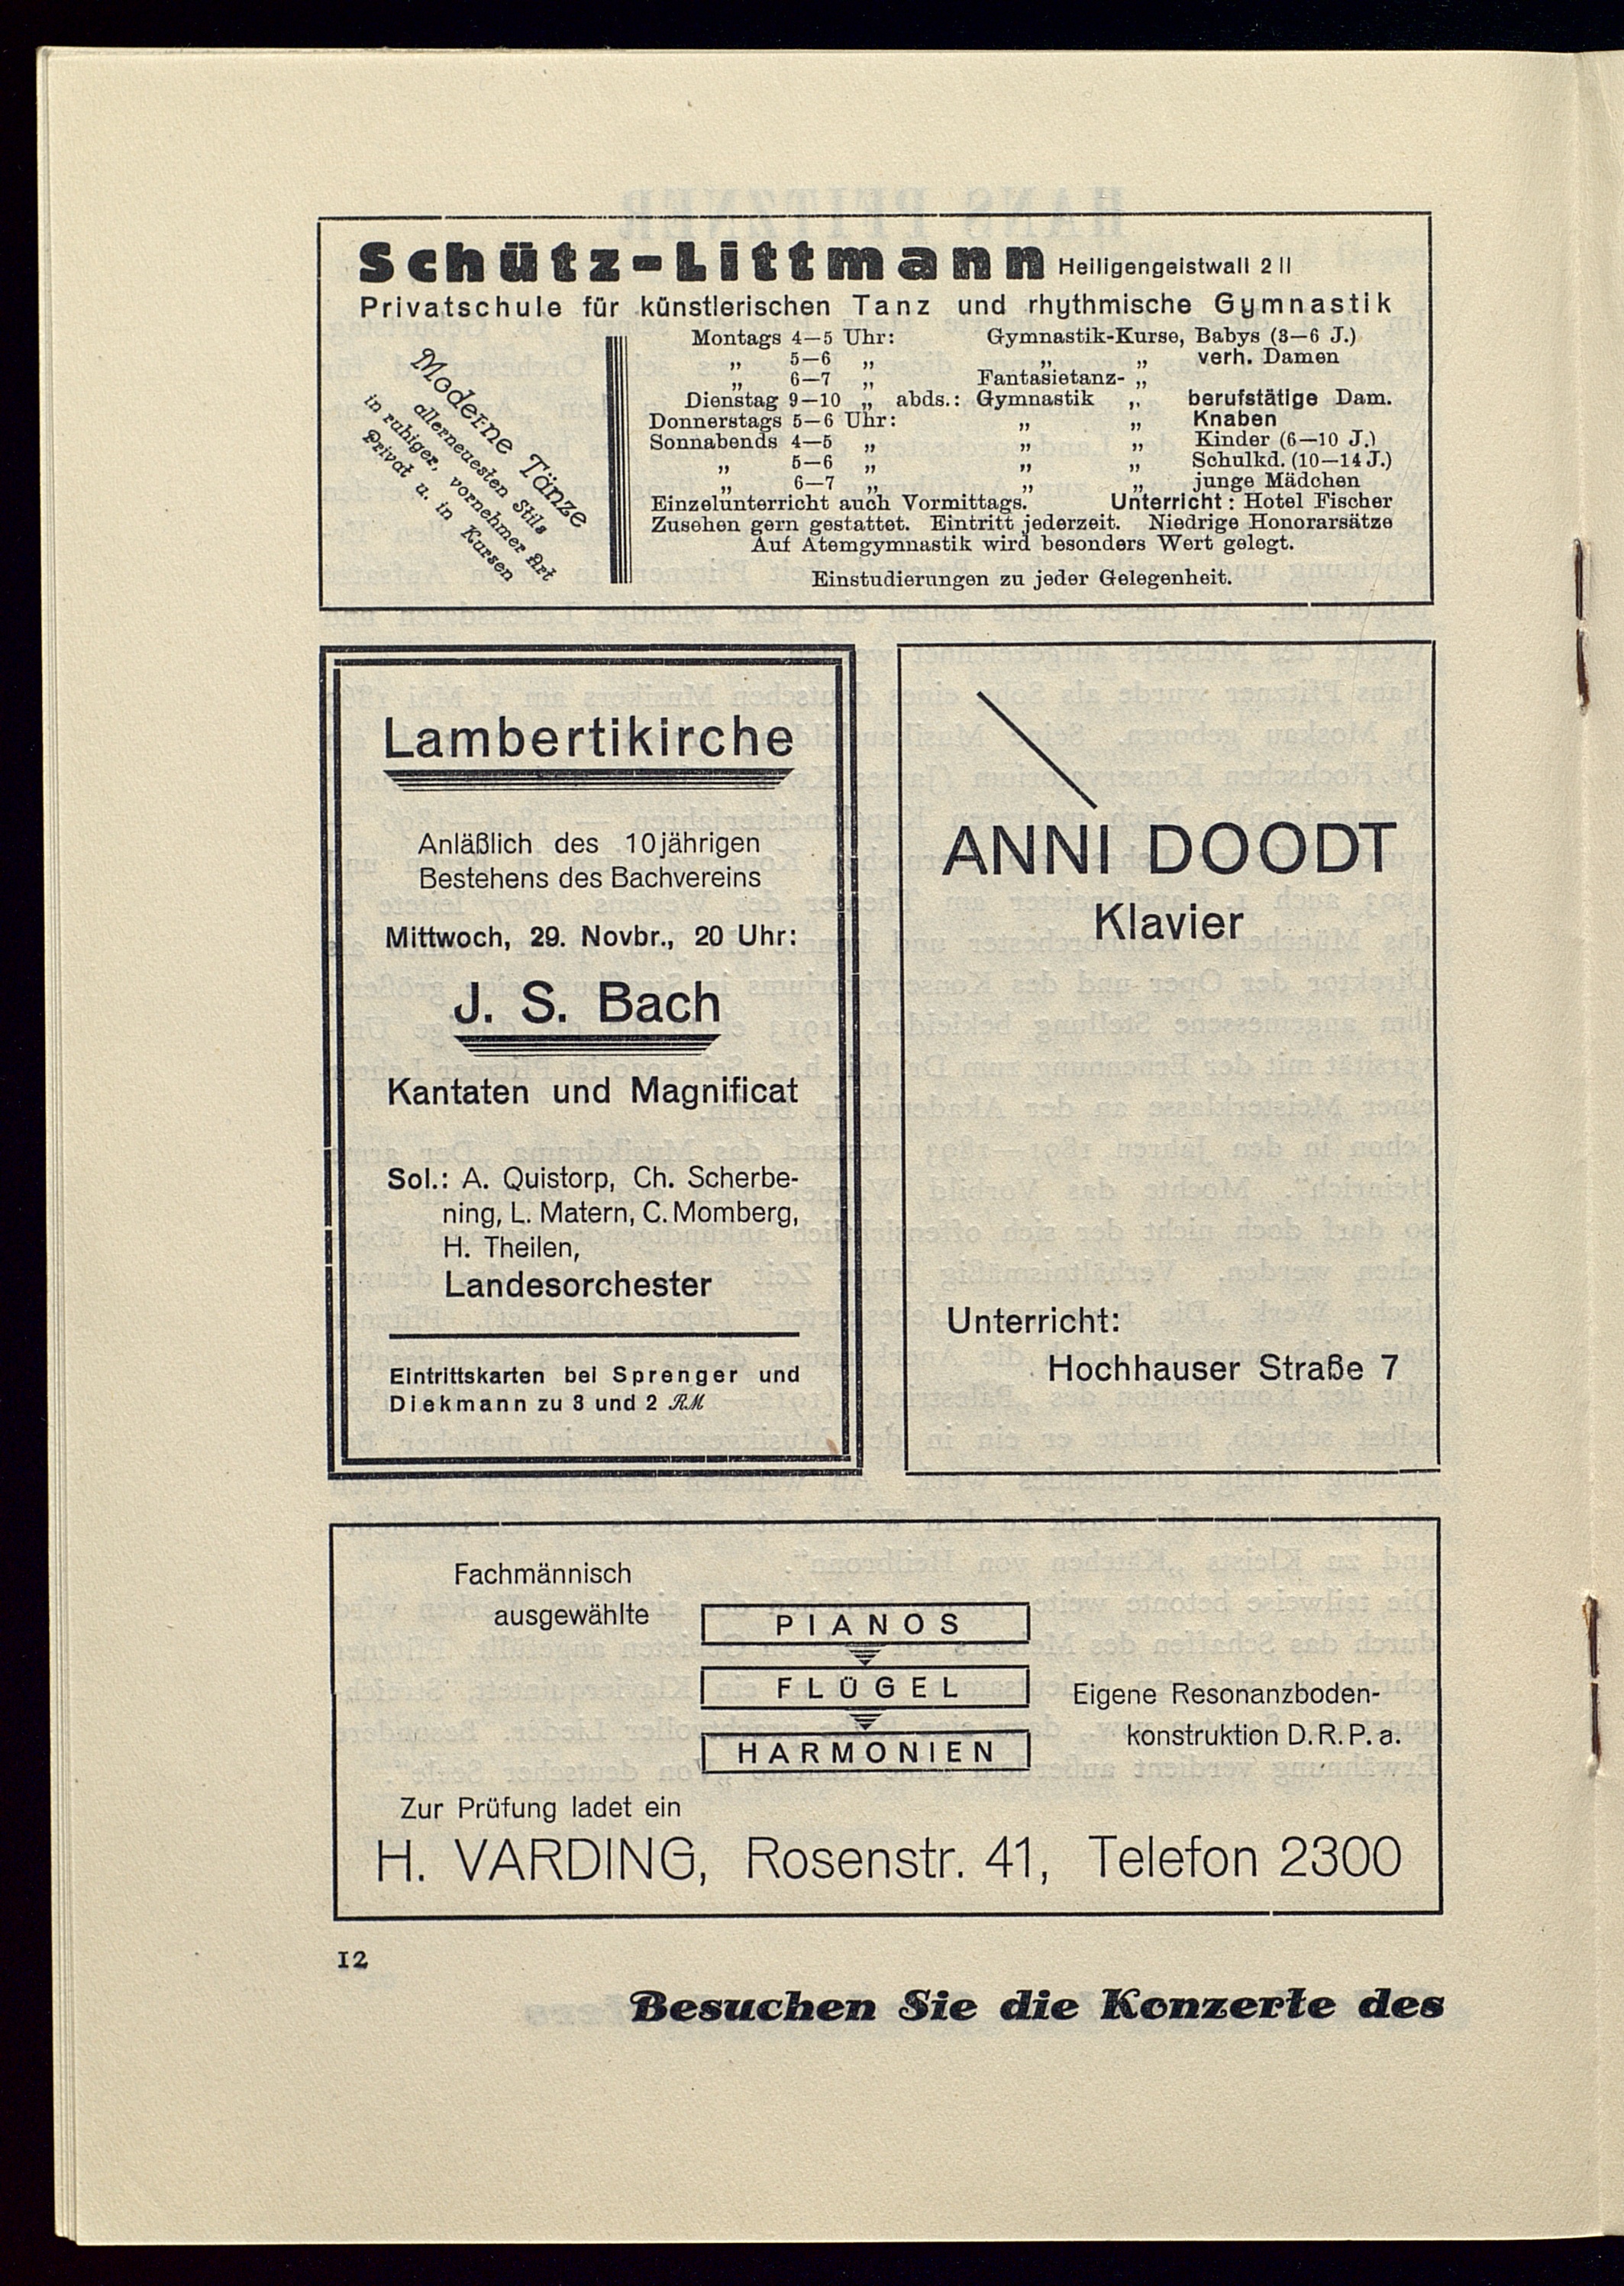 Schütz-Littmann Heiligengeistwall 2 II
Privatschule für künstlerischen Tanz und rhythmische Gymnastik
Moderne Tänze
allerneuesten Stils
in ruhiger, vornehmer Art
Privat u. in Kursen
Montags 4—5 Uhr: Gymnastik-Kurse, Babys (3—6 J.)
„ 5—6 „ „ „ verh. Damen
„ 6—7 „ Fantasietanz- „
Dienstag 9—10 „ abds.: Gymnastik „ berufstätige Dam.
Donnerstags 5—6 Uhr: „ „ Knaben
Sonnabends 4—5 „ „ „ Kinder (6—10 J.)
„ 5—6 „ „ „ Schulkd. (10—14 J.)
„ 6—7 „ „ „ junge Mädchen
Einzelunterricht auch Vormittags. Unterricht: Hotel Fischer
Zusehen gern gestattet. Eintritt jederzeit. Niedrige Honorarsätze
Auf Atemgymnastik wird besonders Wert gelegt.
Einstudierungen zu jeder Gelegenheit.
Lambertikirche
Anläßlich des 10jährigen
Bestehens des Bachvereins
Mittwoch, 29. Novbr., 20 Uhr:
J. S. Bach
Kantaten und Magnificat
Sol.: A. Quistorp, Ch. Scherbe-
ning, L. Matern, C. Momberg,
H. Theilen,
Landesorchester
Eintrittskarten bei Sprenger und
Diekmann zu 3 und 2 RM
ANNI DOODT
Klavier
Unterricht:
Hochhauser Straße 7
Fachmännisch
ausgewählte
PIANOS
FLÜGEL
HARMONIEN
Eigene Resonanzboden-
konstruktion D.R.P.a.
Zur Prüfung ladet ein
H. VARDING, Rosenstr. 41, Telefon 2300
12
Besuchen Sie die Konzerte des